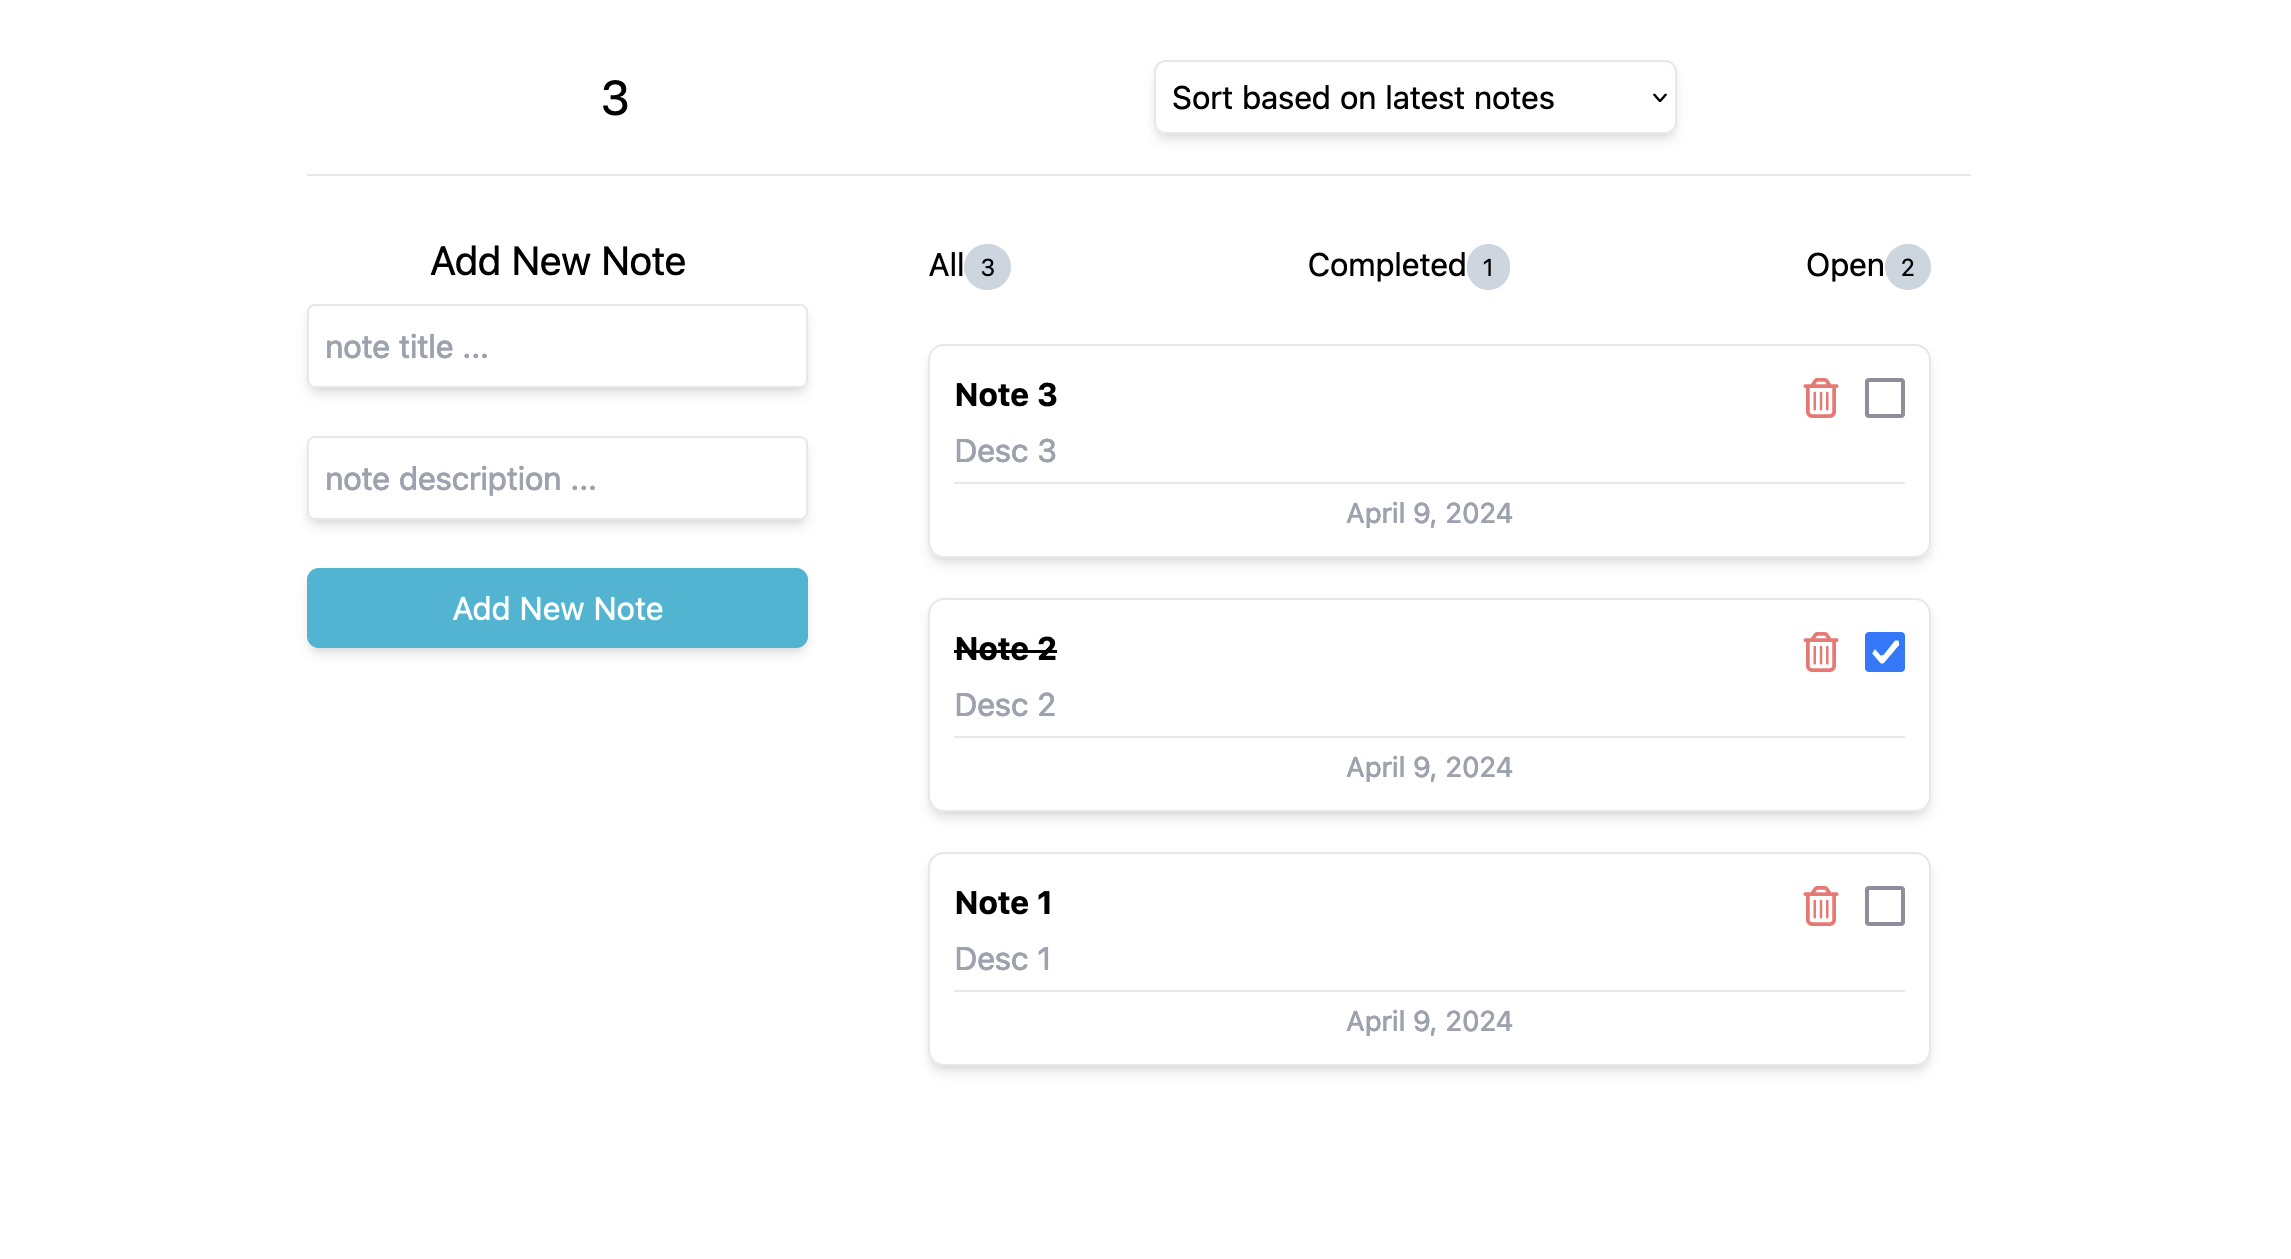 3
Sort based on latest notes
Add New Note
note title ...
note description ...
Add New Note
All 3
Completed 1
Open 2
Note 3
Desc 3
April 9, 2024
Note 2
Desc 2
April 9, 2024
Note 1
Desc 1
April 9, 2024